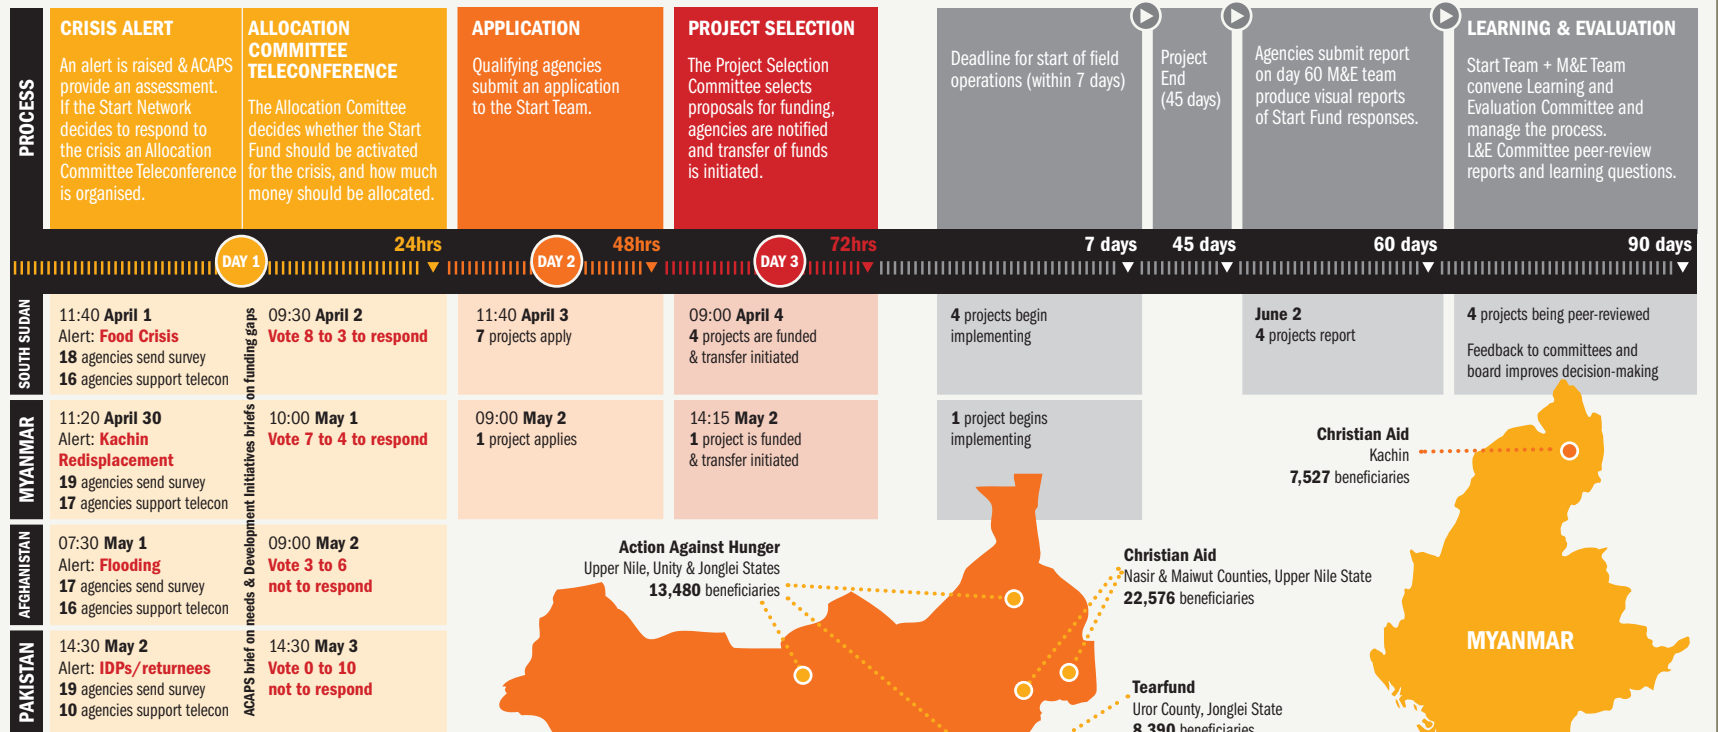 PROCESS
CRISIS ALERT
An alert is raised & ACAPS
provide an assessment.
If the Start Network
decides to respond to
the crisis an Allocation
Committee Teleconference
is organised.
ALLOCATION
COMMITTEE
TELECONFERENCE
The Allocation Comittee
decides whether the Start
Fund should be activated
for the crisis, and how much
money should be allocated.
APPLICATION
Qualifying agencies
submit an application
to the Start Team.
PROJECT SELECTION
The Project Selection
Committee selects
proposals for funding,
agencies are notified
and transfer of funds
is initiated.
Deadline for start of field
operations (within 7 days)
Project
End
(45 days)
Agencies submit report
on day 60 M&E team
produce visual reports
of Start Fund responses.
LEARNING & EVALUATION
Start Team + M&E Team
convene Learning and
Evaluation Committee and
manage the process.
L&E Committee peer-review
reports and learning questions.
DAY 1
24hrs
DAY 2
48hrs
DAY 3
72hrs
7 days
45 days
60 days
90 days
SOUTH SUDAN
11:40 April 1
Alert: Food Crisis
18 agencies send survey
16 agencies support telecon
ACAPS brief on needs & Development Initiatives briefs on funding gaps
09:30 April 2
Vote 8 to 3 to respond
11:40 April 3
7 projects apply
09:00 April 4
4 projects are funded
& transfer initiated
4 projects begin
implementing
June 2
4 projects report
4 projects being peer-reviewed
Feedback to committees and
board improves decision-making
MYANMAR
11:20 April 30
Alert: Kachin
Redisplacement
19 agencies send survey
17 agencies support telecon
10:00 May 1
Vote 7 to 4 to respond
09:00 May 2
1 project applies
14:15 May 2
1 project is funded
& transfer initiated
1 project begins
implementing
Christian Aid
Kachin
7,527 beneficiaries
AFGHANISTAN
07:30 May 1
Alert: Flooding
17 agencies send survey
16 agencies support telecon
09:00 May 2
Vote 3 to 6
not to respond
Action Against Hunger
Upper Nile, Unity & Jonglei States
13,480 beneficiaries
Christian Aid
Nasir & Maiwut Counties, Upper Nile State
22,576 beneficiaries
PAKISTAN
14:30 May 2
Alert: IDPs/returnees
19 agencies send survey
10 agencies support telecon
14:30 May 3
Vote 0 to 10
not to respond
MYANMAR
Tearfund
Uror County, Jonglei State
8,390 beneficiaries